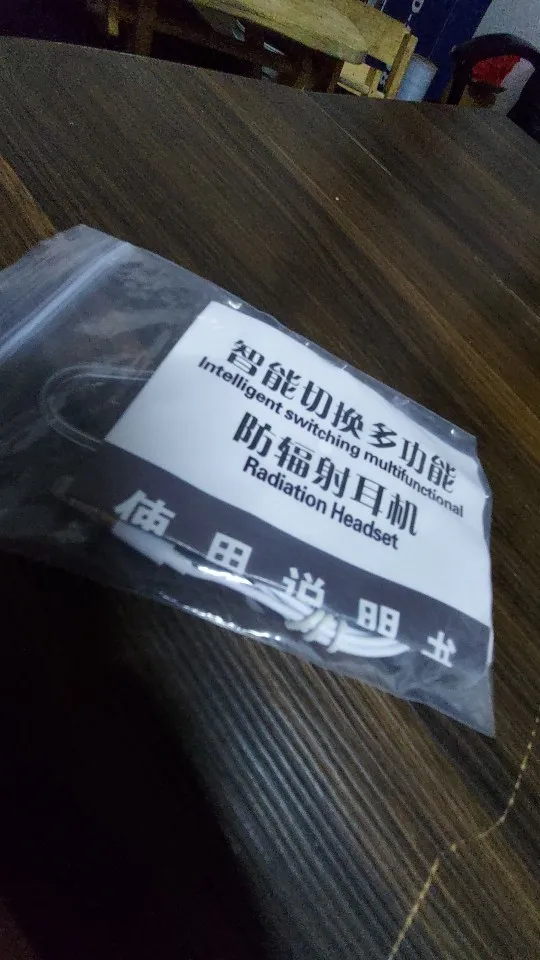 智能切换多功能
Intelligent switching multifunctional
防辐射耳机
Radiation Headset
使用说明书